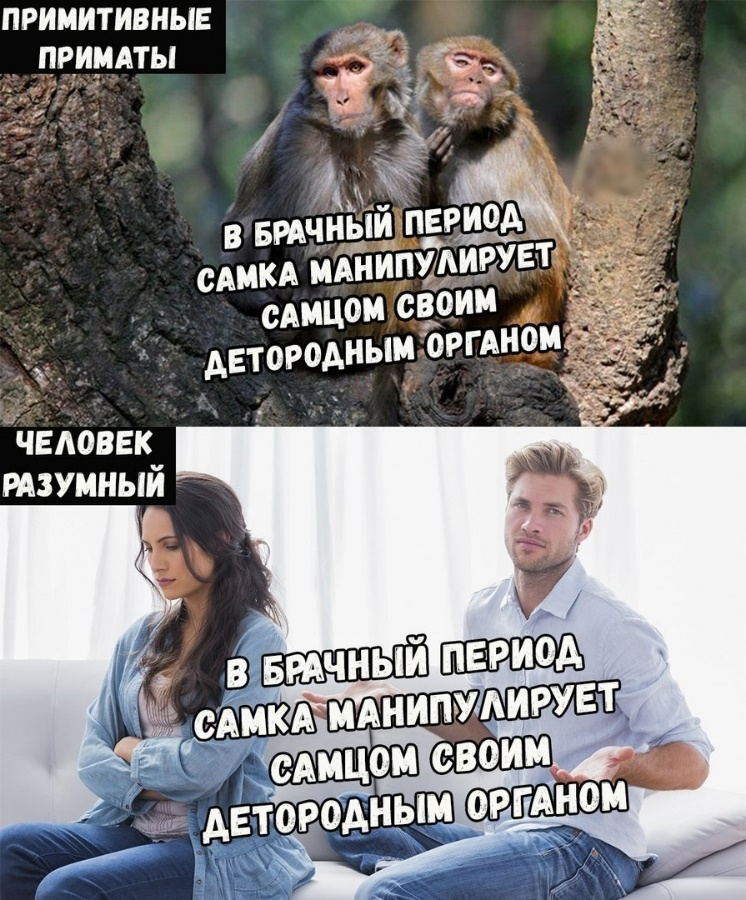 ПРИМИТИВНЫЕ
ПРИМАТЫ
В БРАЧНЫЙ ПЕРИОД
САМКА МАНИПУЛИРУЕТ
САМЦОМ СВОИМ
ДЕТОРОДНЫМ ОРГАНОМ
ЧЕЛОВЕК
РАЗУМНЫЙ
В БРАЧНЫЙ ПЕРИОД
САМКА МАНИПУЛИРУЕТ
САМЦОМ СВОИМ
ДЕТОРОДНЫМ ОРГАНОМ